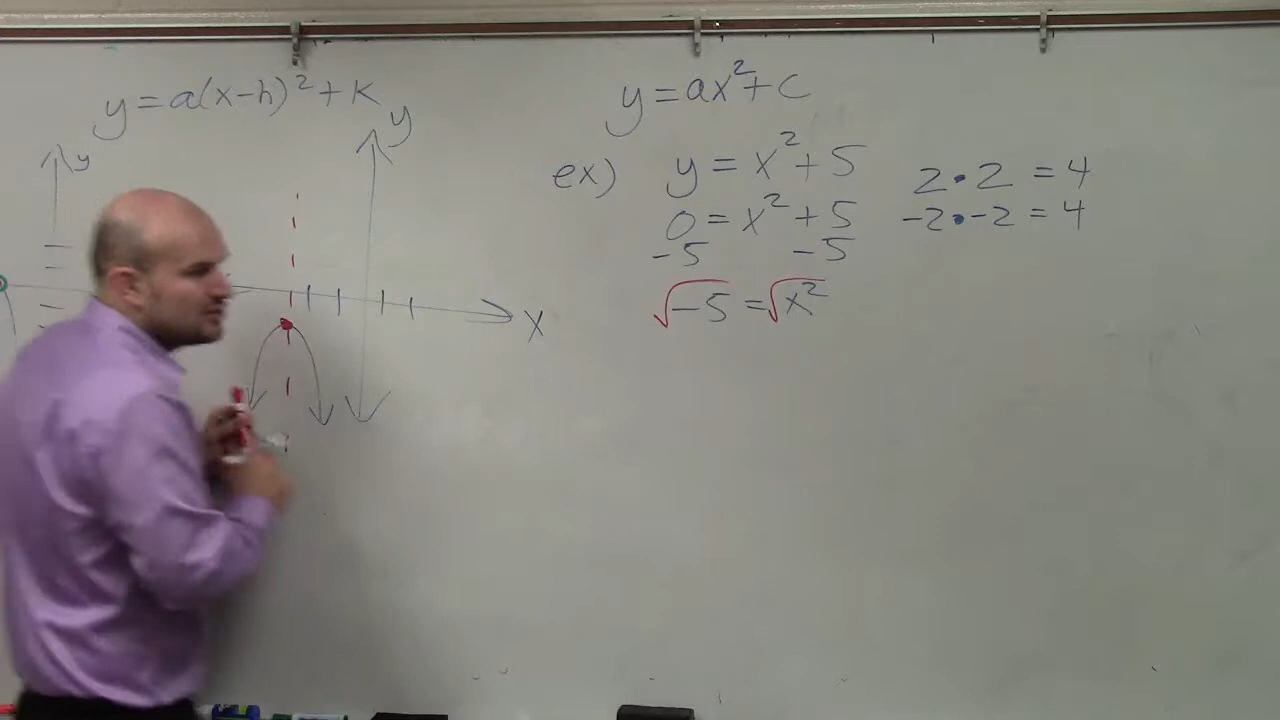 y = a(x-h)² + k
y
y
x
y = ax² + c
ex) y = x² + 5
0 = x² + 5
-5 -5
√-5 = √x²
2 • 2 = 4
-2 • -2 = 4